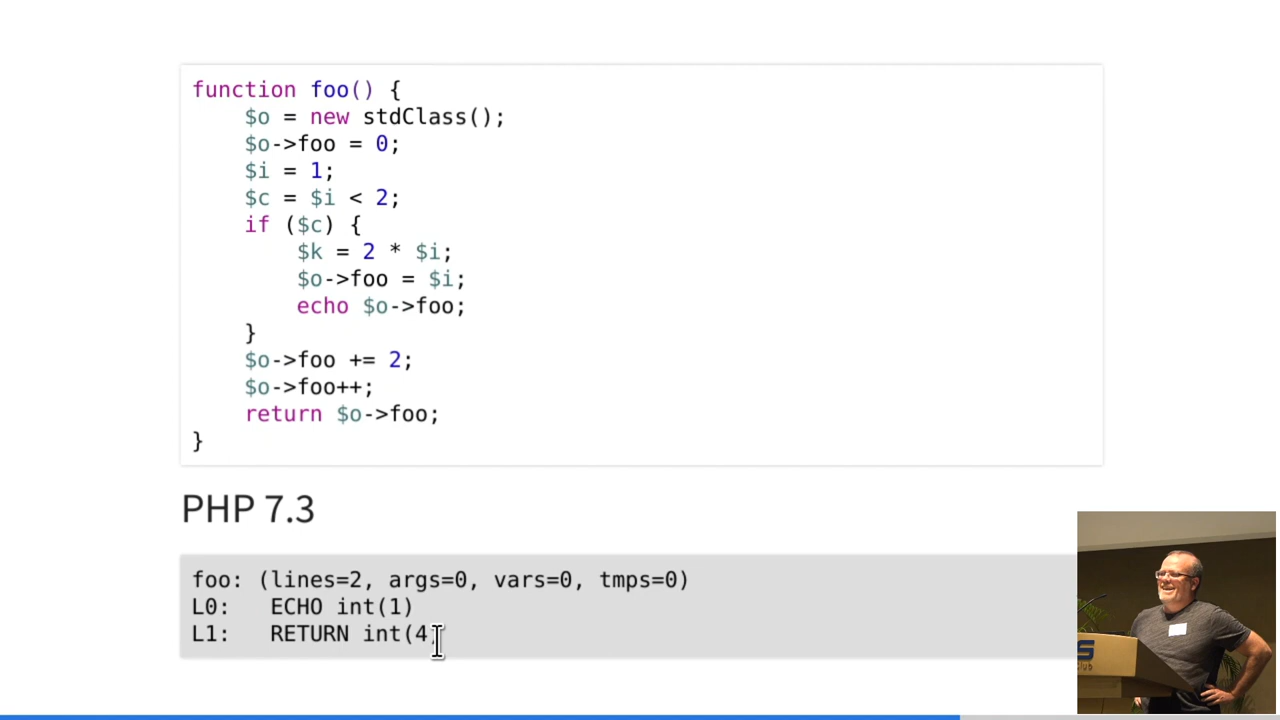 function foo() {
    $o = new stdClass();
    $o->foo = 0;
    $i = 1;
    $c = $i < 2;
    if ($c) {
        $k = 2 * $i;
        $o->foo = $i;
        echo $o->foo;
    }
    $o->foo += 2;
    $o->foo++;
    return $o->foo;
}
PHP 7.3
foo: (lines=2, args=0, vars=0, tmps=0)
L0:   ECHO int(1)
L1:   RETURN int(4)
S
Club